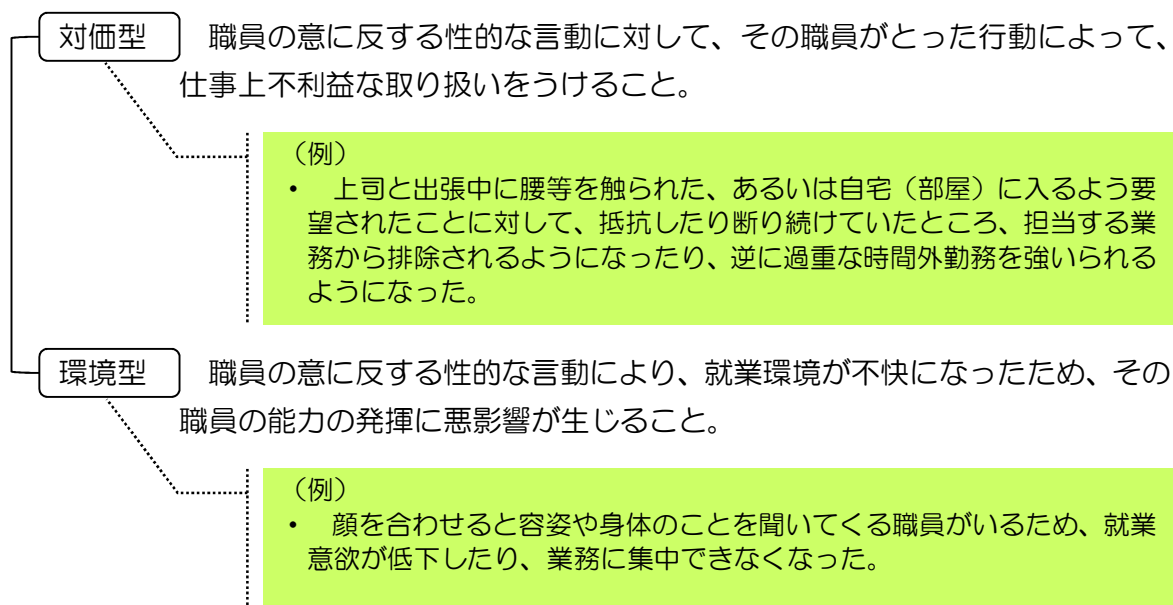 対価型　職員の意に反する性的な言動に対して、その職員がとった行動によって、
仕事上不利益な取り扱いをうけること。
（例）
・　上司と出張中に腰等を触られた、あるいは自宅（部屋）に入るよう要
望されたことに対して、抵抗したり断り続けていたところ、担当する業
務から排除されるようになったり、逆に過重な時間外勤務を強いられる
ようになった。
環境型　職員の意に反する性的な言動により、就業環境が不快になったため、その
職員の能力の発揮に悪影響が生じること。
（例）
・　顔を合わせると容姿や身体のことを聞いてくる職員がいるため、就業
意欲が低下したり、業務に集中できなくなった。